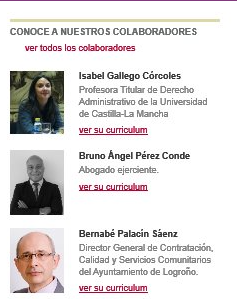 CONOCE A NUESTROS COLABORADORES
ver todos los colaboradores
Isabel Gallego Córcoles
Profesora Titular de Derecho
Administrativo de la Universidad
de Castilla-La Mancha
ver su curriculum
Bruno Ángel Pérez Conde
Abogado ejerciente.
ver su curriculum
Bernabé Palacín Sáenz
Director General de Contratación,
Calidad y Servicios Comunitarios
del Ayuntamiento de Logroño.
ver su curriculum